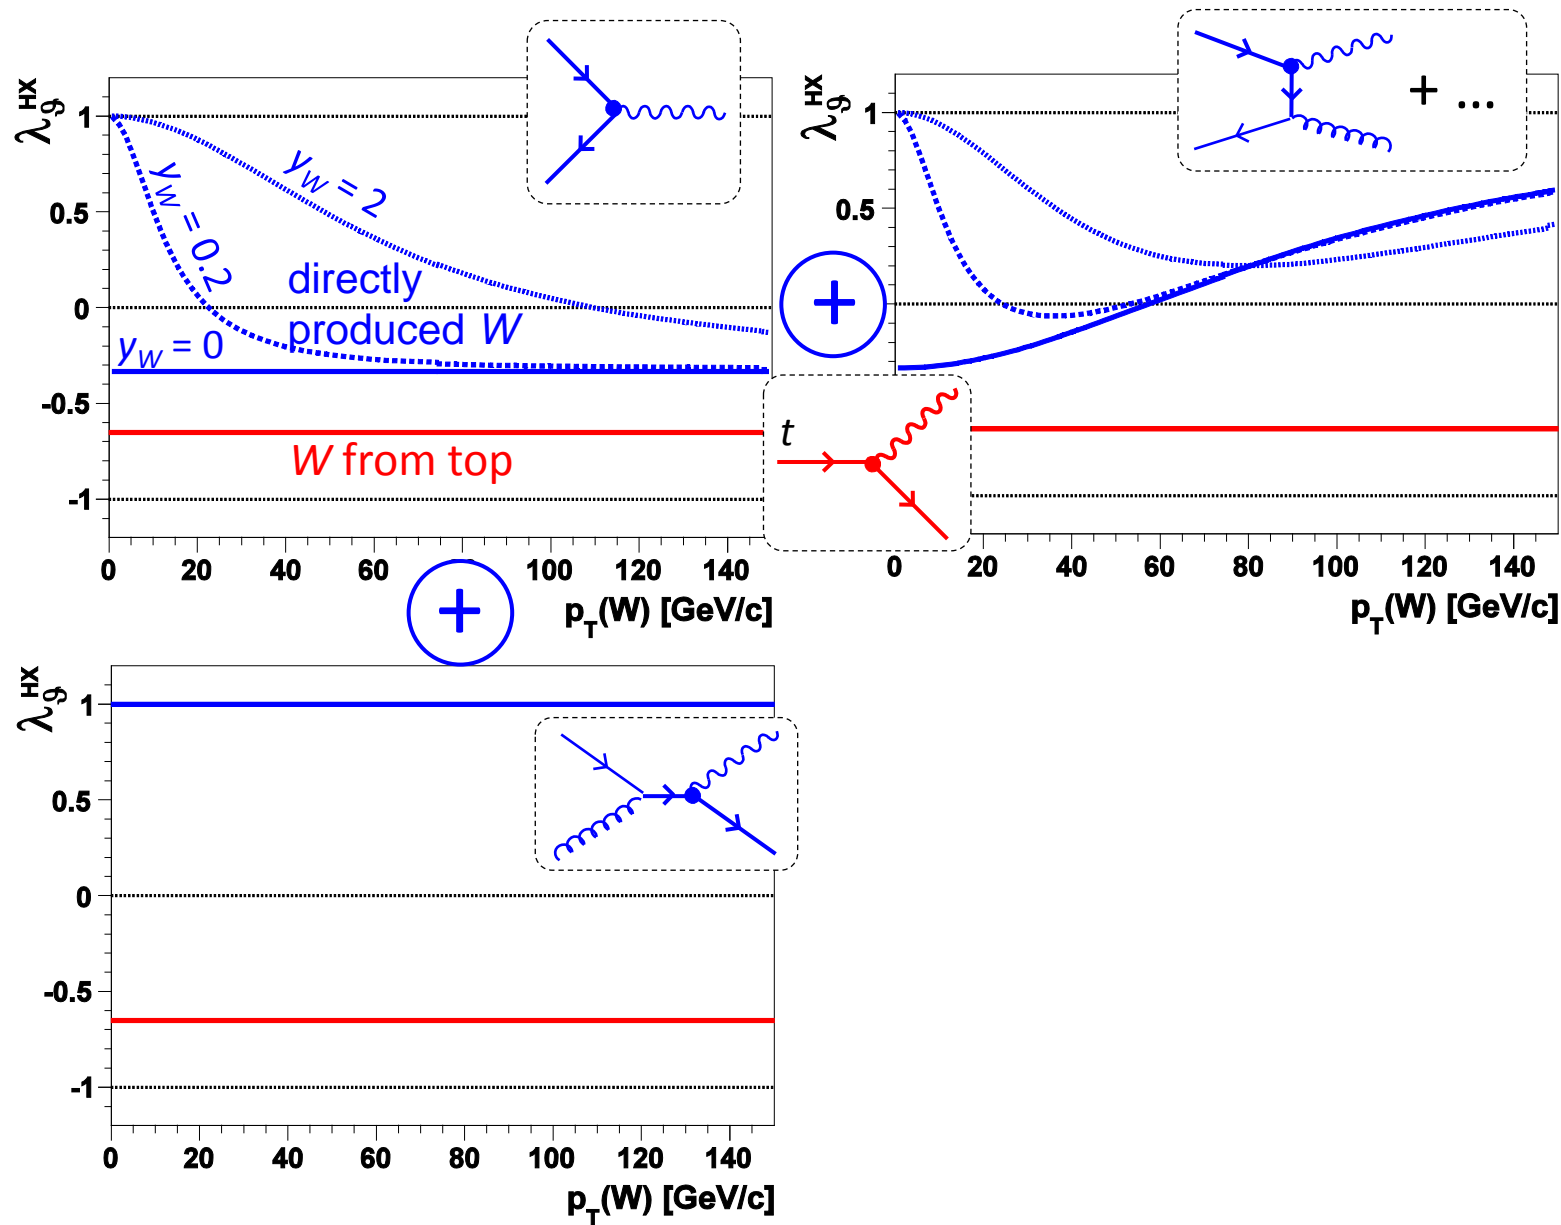 λϑHX
1
0.5
0
-0.5
-1
yW = 2
yW = 0.2
directly
produced W
yW = 0
W from top
0 20 40 60 80 100 120 140
pT(W) [GeV/c]
+
λϑHX
1
0.5
0
+ ...
t
0 20 40 60 80 100 120 140
pT(W) [GeV/c]
+
λϑHX
1
0.5
0
-0.5
-1
0 20 40 60 80 100 120 140
pT(W) [GeV/c]